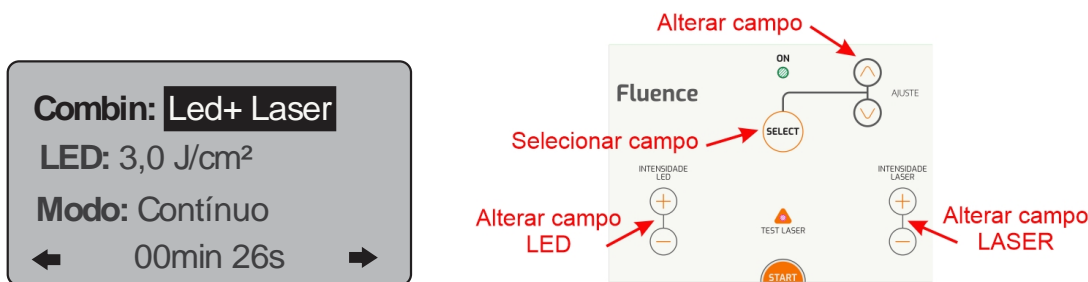 Combin: Led+ Laser
LED: 3,0 J/cm²
Modo: Contínuo
00min 26s
Alterar campo
ON
Fluence
AJUSTE
Selecionar campo
SELECT
INTENSIDADE
LED
INTENSIDADE
LASER
Alterar campo
LED
TEST LASER
Alterar campo
LASER
START